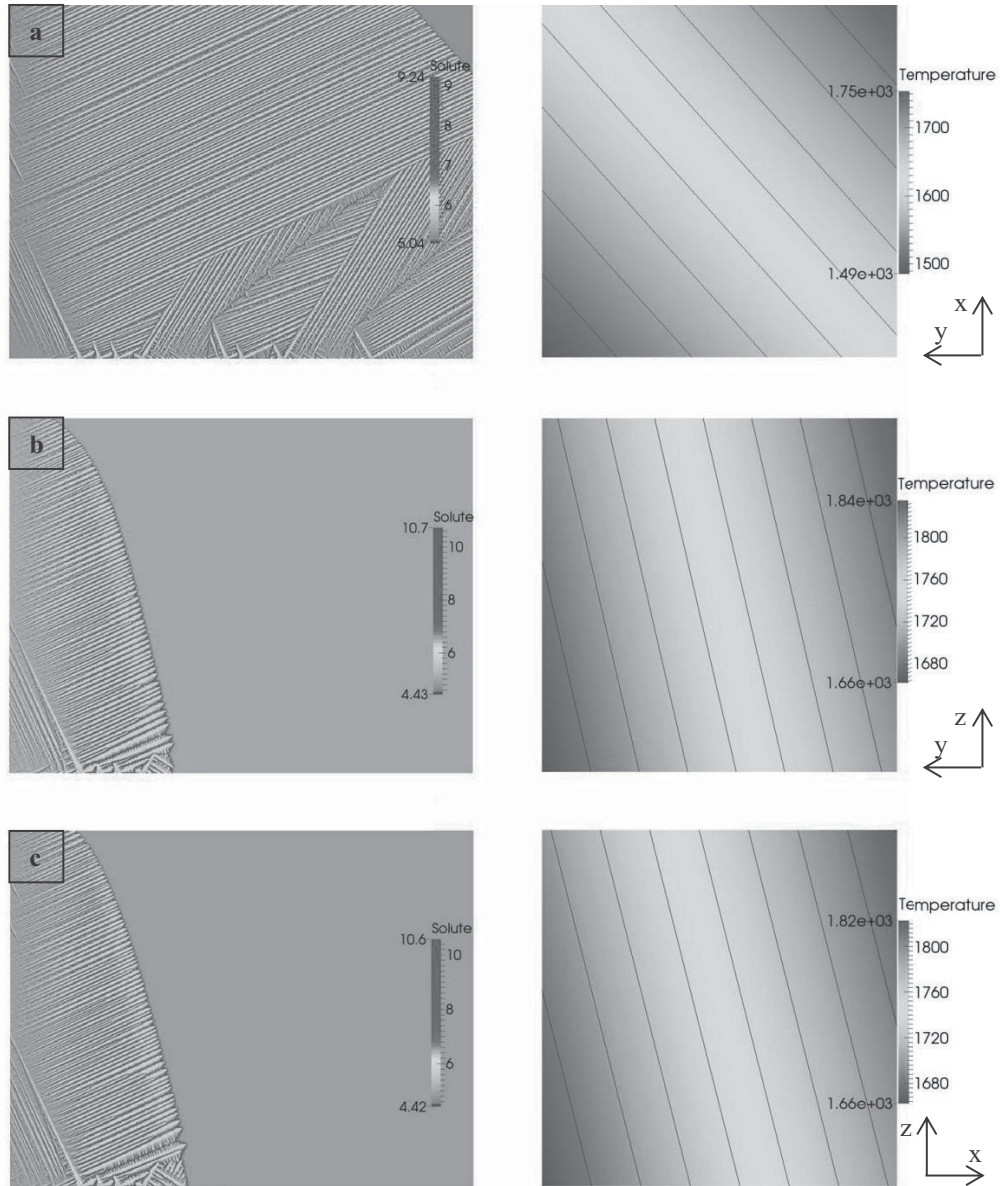 a
Solute
9.24
9
8
7
6
5.04
Temperature
1.75e+03
1700
1600
1.49e+03
1500
x
y
b
Solute
10.7
10
8
6
4.43
Temperature
1.84e+03
1800
1760
1720
1680
1.66e+03
z
y
c
Solute
10.6
10
8
6
4.42
Temperature
1.82e+03
1800
1760
1720
1680
1.66e+03
z
x